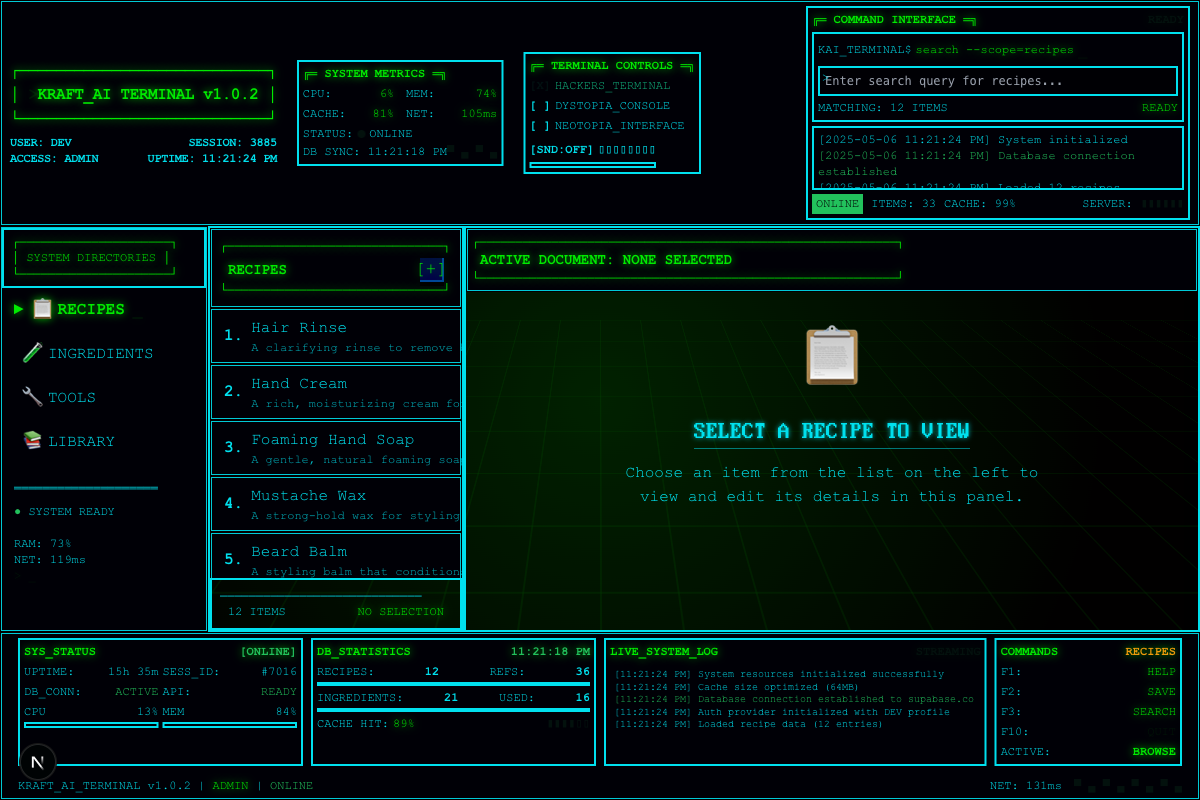 KRAFT_AI TERMINAL v1.0.2
USER: DEV SESSION: 3885
ACCESS: ADMIN UPTIME: 11:21:24 PM
SYSTEM METRICS
CPU: 6% MEM: 74%
CACHE: 81% NET: 105ms
STATUS: ONLINE
DB SYNC: 11:21:18 PM
TERMINAL CONTROLS
[X] HACKERS_TERMINAL
[ ] DYSTOPIA_CONSOLE
[ ] NEOTOPIA_INTERFACE
[SND:OFF]
COMMAND INTERFACE READY
KAI_TERMINAL$ search --scope=recipes
Enter search query for recipes...
MATCHING: 12 ITEMS READY
[2025-05-06 11:21:24 PM] System initialized
[2025-05-06 11:21:24 PM] Database connection
established
[2025-05-06 11:21:24 PM] Loaded 12 recipes
ONLINE ITEMS: 33 CACHE: 99% SERVER:
SYSTEM DIRECTORIES
► RECIPES
INGREDIENTS
TOOLS
LIBRARY
● SYSTEM READY
RAM: 73%
NET: 119ms
RECIPES [+]
1. Hair Rinse
A clarifying rinse to remove
2. Hand Cream
A rich, moisturizing cream fo
3. Foaming Hand Soap
A gentle, natural foaming soa
4. Mustache Wax
A strong-hold wax for styling
5. Beard Balm
A styling balm that condition
12 ITEMS NO SELECTION
ACTIVE DOCUMENT: NONE SELECTED
SELECT A RECIPE TO VIEW
Choose an item from the list on the left to
view and edit its details in this panel.
SYS_STATUS [ONLINE]
UPTIME: 15h 35m SESS_ID: #7016
DB_CONN: ACTIVE API: READY
CPU 13% MEM 84%
DB_STATISTICS 11:21:18 PM
RECIPES: 12 REFS: 36
INGREDIENTS: 21 USED: 16
CACHE HIT: 89%
LIVE_SYSTEM_LOG STREAMING
[11:21:24 PM] System resources initialized successfully
[11:21:24 PM] Cache size optimized (64MB)
[11:21:24 PM] Database connection established to supabase.co
[11:21:24 PM] Auth provider initialized with DEV profile
[11:21:24 PM] Loaded recipe data (12 entries)
COMMANDS RECIPES
F1: HELP
F2: SAVE
F3: SEARCH
F10:
ACTIVE: BROWSE
N
KRAFT_AI_TERMINAL v1.0.2 | ADMIN | ONLINE
NET: 131ms